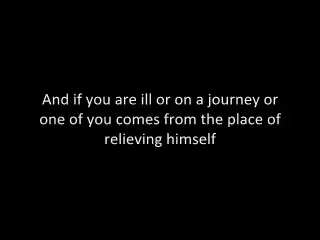 And if you are ill or on a journey or
one of you comes from the place of
relieving himself